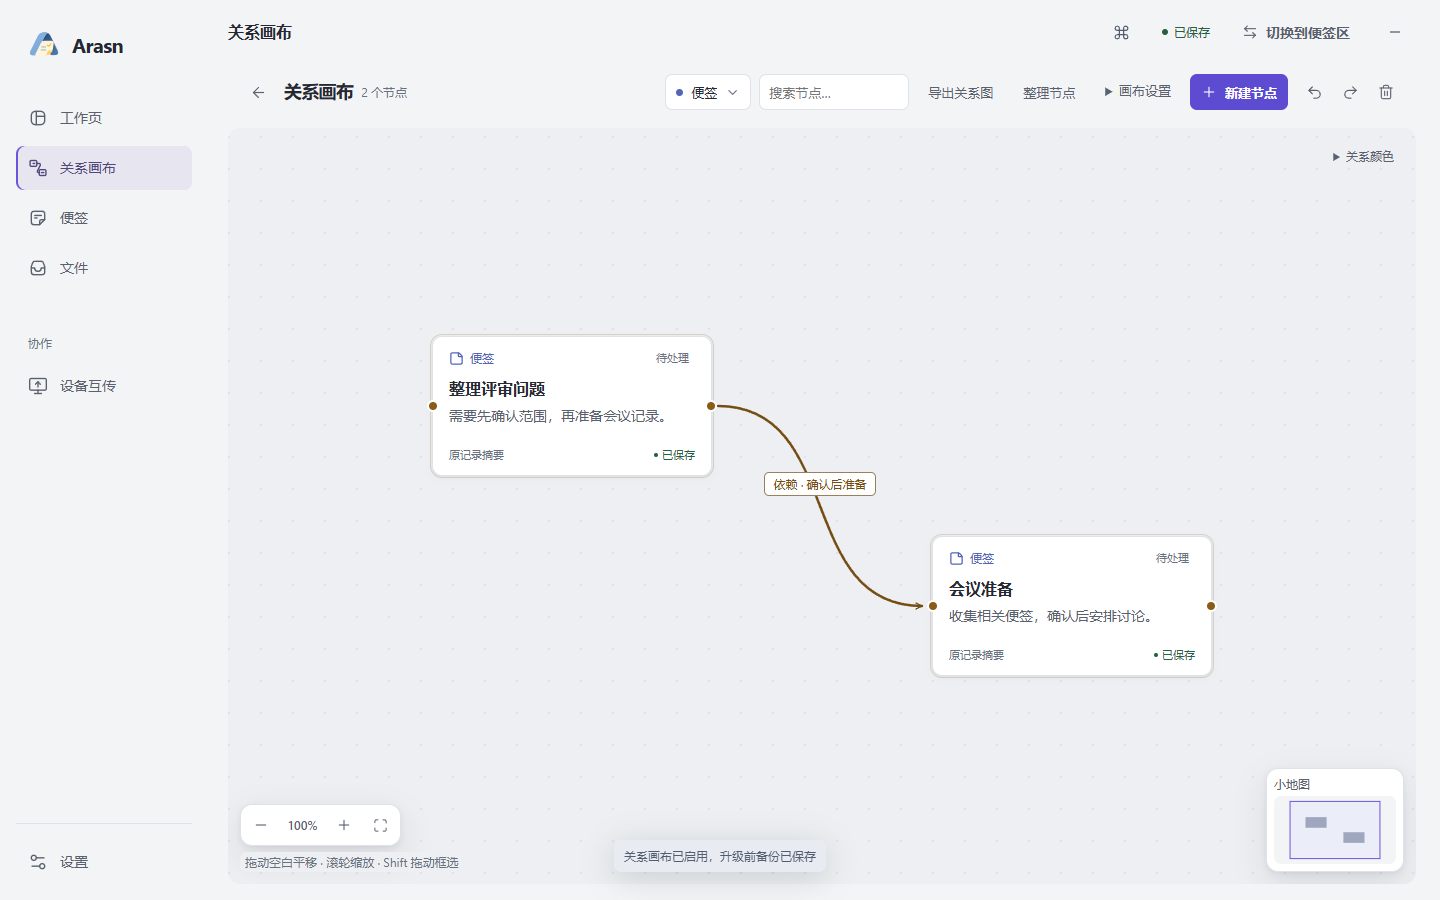 Arasn
工作页
关系画布
便签
文件
协作
设备互传
设置
关系画布
已保存
切换到便签区
关系画布 2 个节点
便签
搜索节点...
导出关系图
整理节点
画布设置
新建节点
关系颜色
便签
待处理
整理评审问题
需要先确认范围，再准备会议记录。
原记录摘要
已保存
依赖 · 确认后准备
便签
待处理
会议准备
收集相关便签，确认后安排讨论。
原记录摘要
已保存
100%
拖动空白平移 · 滚轮缩放 · Shift 拖动框选
关系画布已启用，升级前备份已保存
小地图